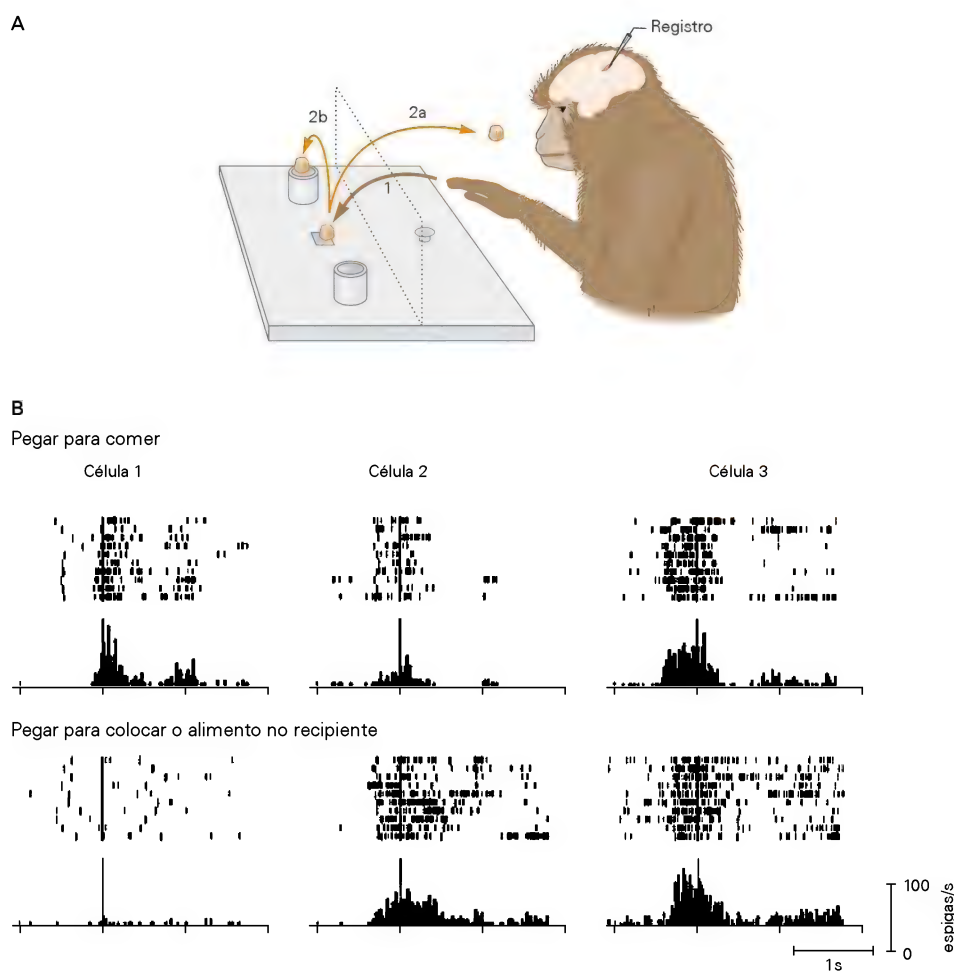 A
Registro
2b
2a
1
B
Pegar para comer
Célula 1
Célula 2
Célula 3
Pegar para colocar o alimento no recipiente
100
0
espigas/s
1s